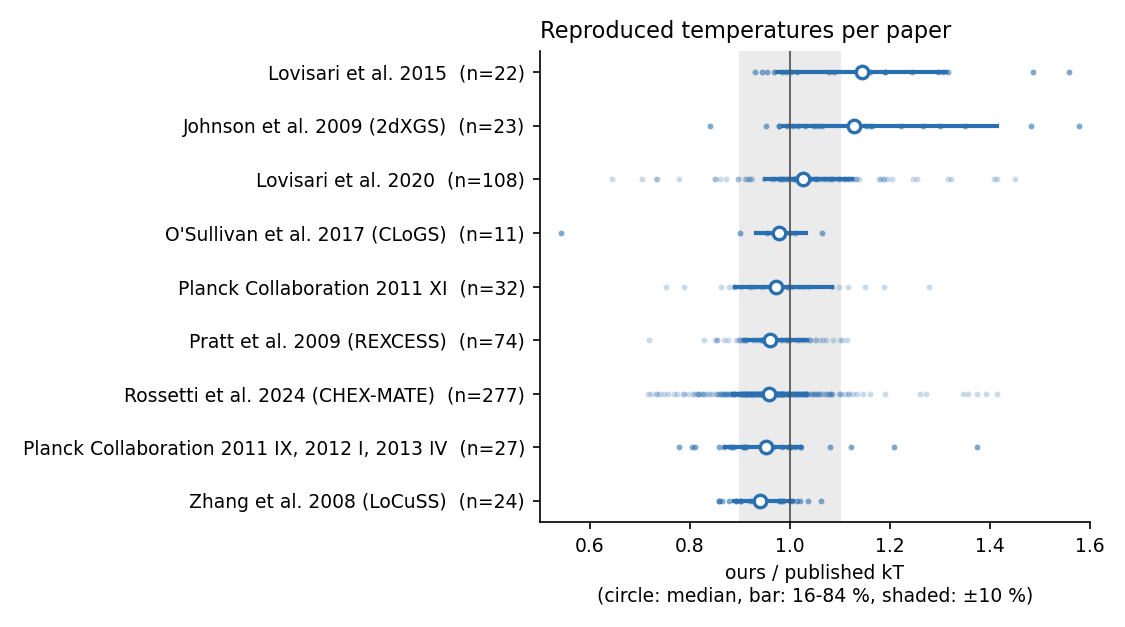 Reproduced temperatures per paper
Lovisari et al. 2015 (n=22)
Johnson et al. 2009 (2dXGS) (n=23)
Lovisari et al. 2020 (n=108)
O'Sullivan et al. 2017 (CLoGS) (n=11)
Planck Collaboration 2011 XI (n=32)
Pratt et al. 2009 (REXCESS) (n=74)
Rossetti et al. 2024 (CHEX-MATE) (n=277)
Planck Collaboration 2011 IX, 2012 I, 2013 IV (n=27)
Zhang et al. 2008 (LoCuSS) (n=24)
0.6 0.8 1.0 1.2 1.4 1.6
ours / published kT
(circle: median, bar: 16-84 %, shaded: ±10 %)